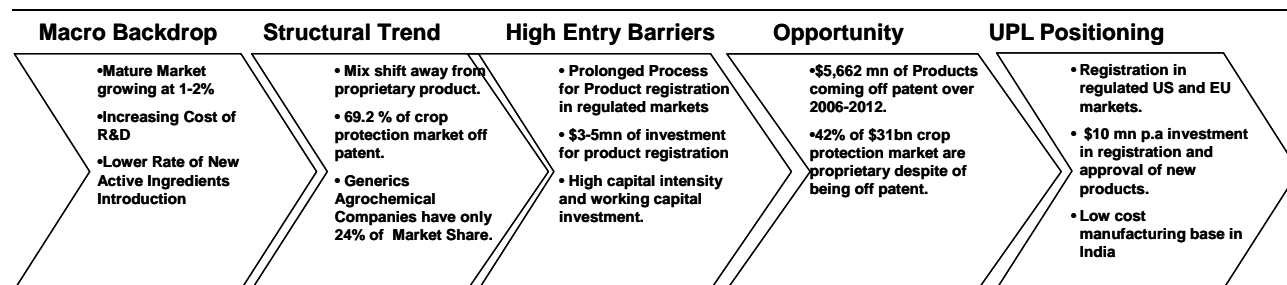 Macro Backdrop
•Mature Market
growing at 1-2%
•Increasing Cost of
R&D
•Lower Rate of New
Active Ingredients
Introduction
Structural Trend
• Mix shift away from
proprietary product.
• 69.2 % of crop
protection market off
patent.
• Generics
Agrochemical
Companies have only
24% of Market Share.
High Entry Barriers
• Prolonged Process
for Product registration
in regulated markets
• $3-5mn of investment
for product registration
• High capital intensity
and working capital
investment.
Opportunity
•$5,662 mn of Products
coming off patent over
2006-2012.
•42% of $31bn crop
protection market are
proprietary despite of
being off patent.
UPL Positioning
• Registration in
regulated US and EU
markets.
• $10 mn p.a investment
in registration and
approval of new
products.
• Low cost
manufacturing base in
India